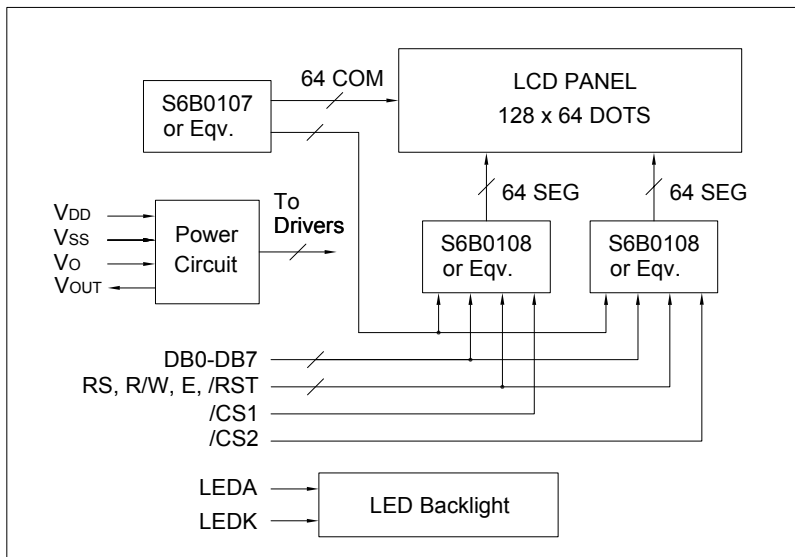 64 COM
S6B0107
or Eqv.
LCD PANEL
128 x 64 DOTS
64 SEG
64 SEG
VDD
VSS
VO
VOUT
Power
Circuit
To
Drivers
S6B0108
or Eqv.
S6B0108
or Eqv.
DB0-DB7
RS, R/W, E, /RST
/CS1
/CS2
LEDA
LEDK
LED Backlight